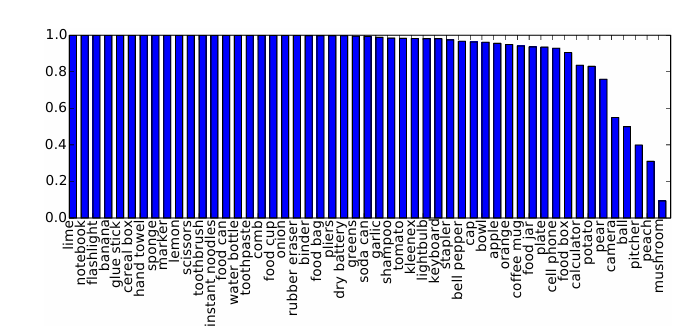 1.0
0.8
0.6
0.4
0.2
0.0
lime
notebook
flashlight
banana
glue stick
cereal box
hand towel
sponge
marker
lemon
scissors
toothbrush
instant_noodles
food can
water bottle
toothpaste
comb
food cup
onion
rubber eraser
binder
food bag
pliers
dry battery
greens
soda can
garlic
shampoo
tomato
kleenex
lightbulb
keyboard
stapler
bell pepper
cap
bowl
apple
orange
coffee mug
food jar
plate
cell phone
food box
calculator
potato
pear
camera
ball
pitcher
peach
mushroom